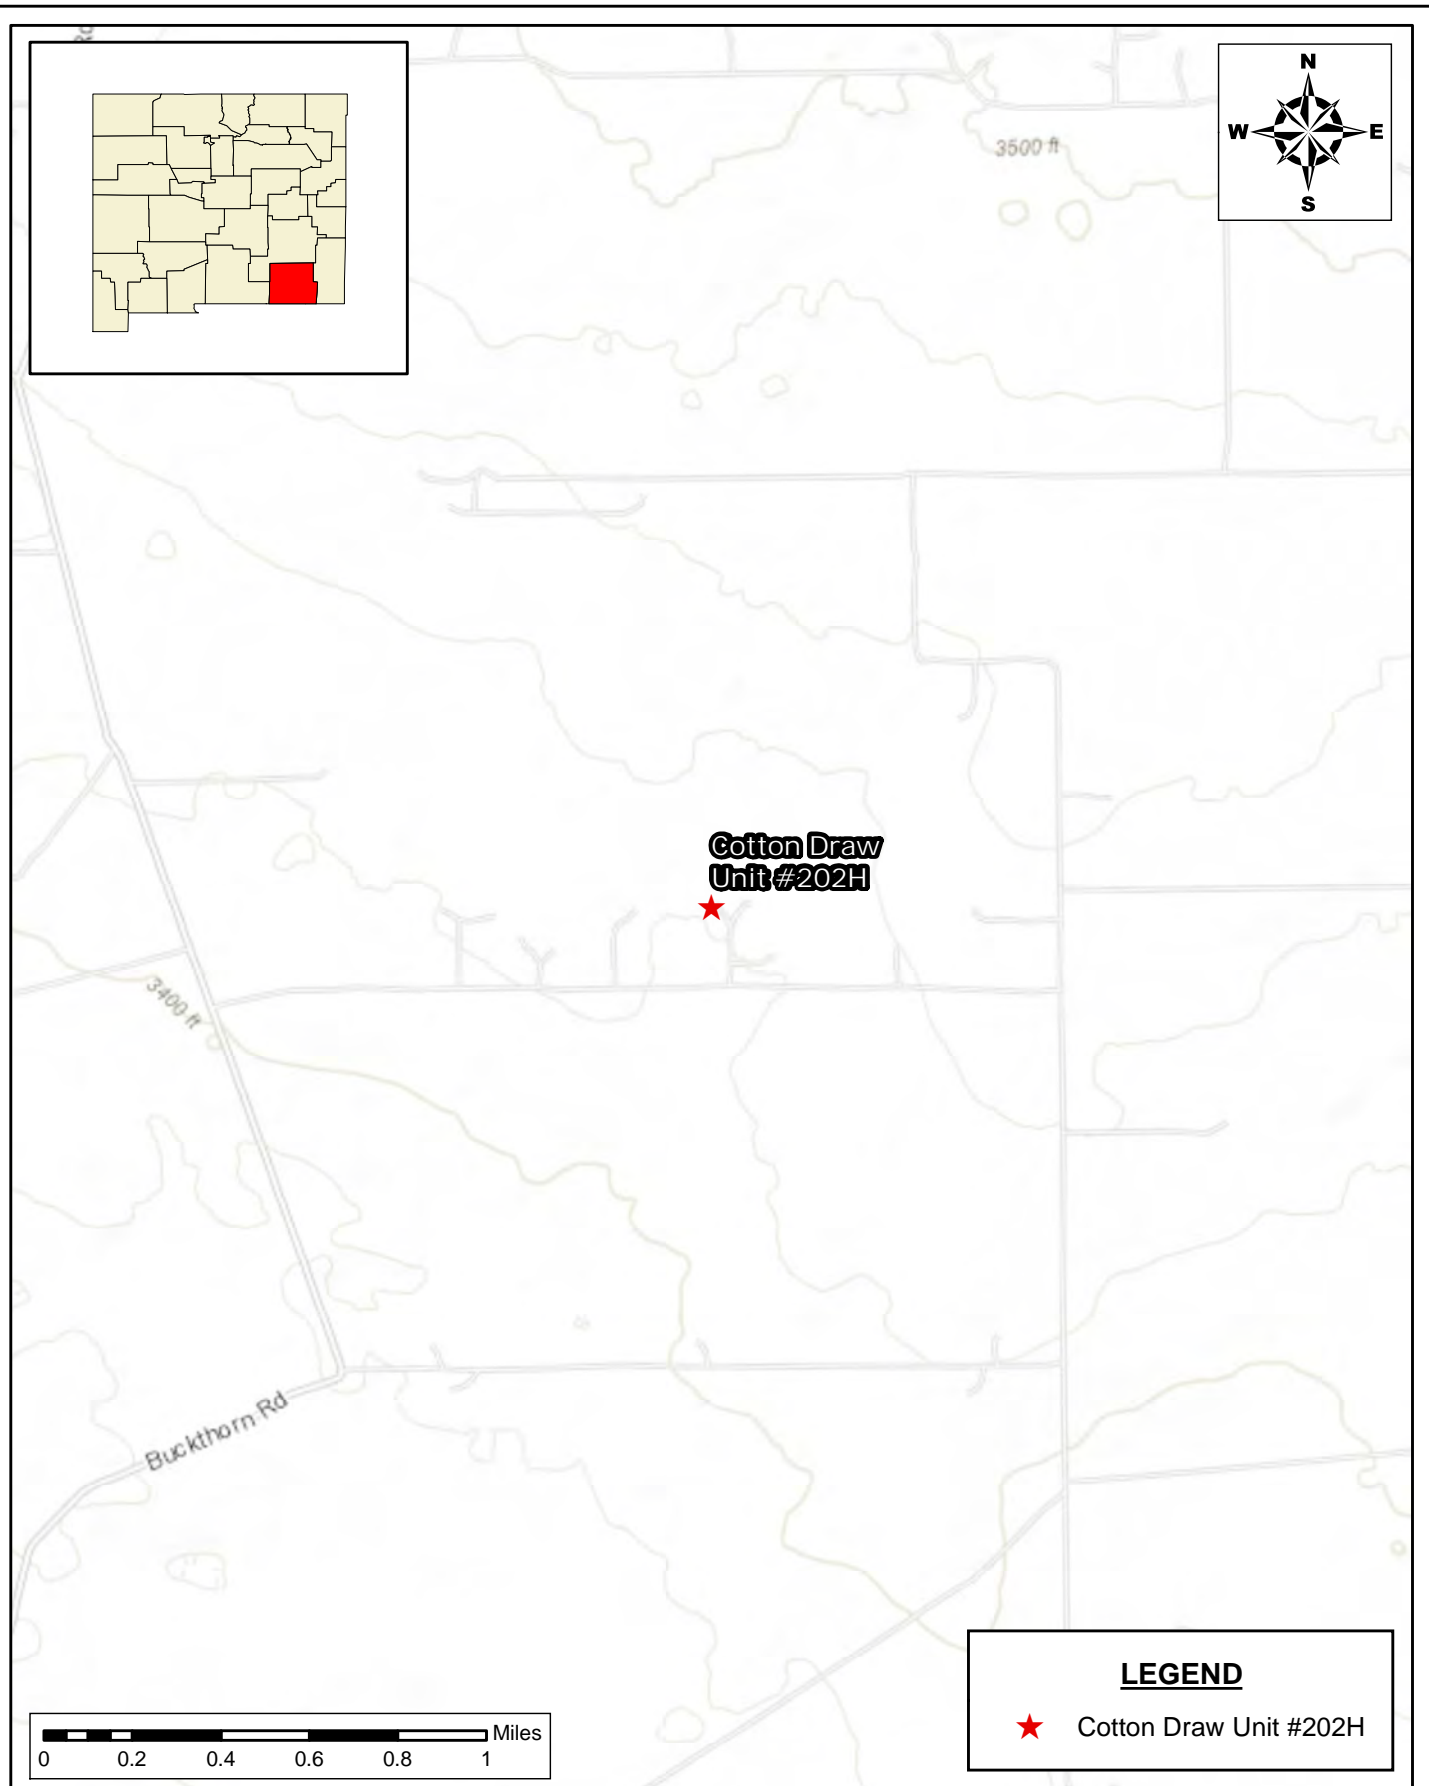 N
W E
S
3500 ft
Cotton Draw
Unit #202H
3400 ft
Buckthorn Rd
LEGEND
Cotton Draw Unit #202H
Miles
0 0.2 0.4 0.6 0.8 1